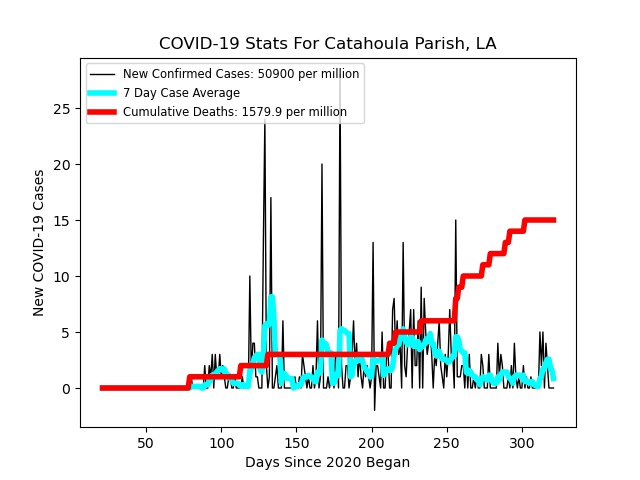 COVID-19 Stats For Catahoula Parish, LA
New Confirmed Cases: 50900 per million
7 Day Case Average
Cumulative Deaths: 1579.9 per million
New COVID-19 Cases
25
20
15
10
5
0
50
100
150
200
250
300
Days Since 2020 Began